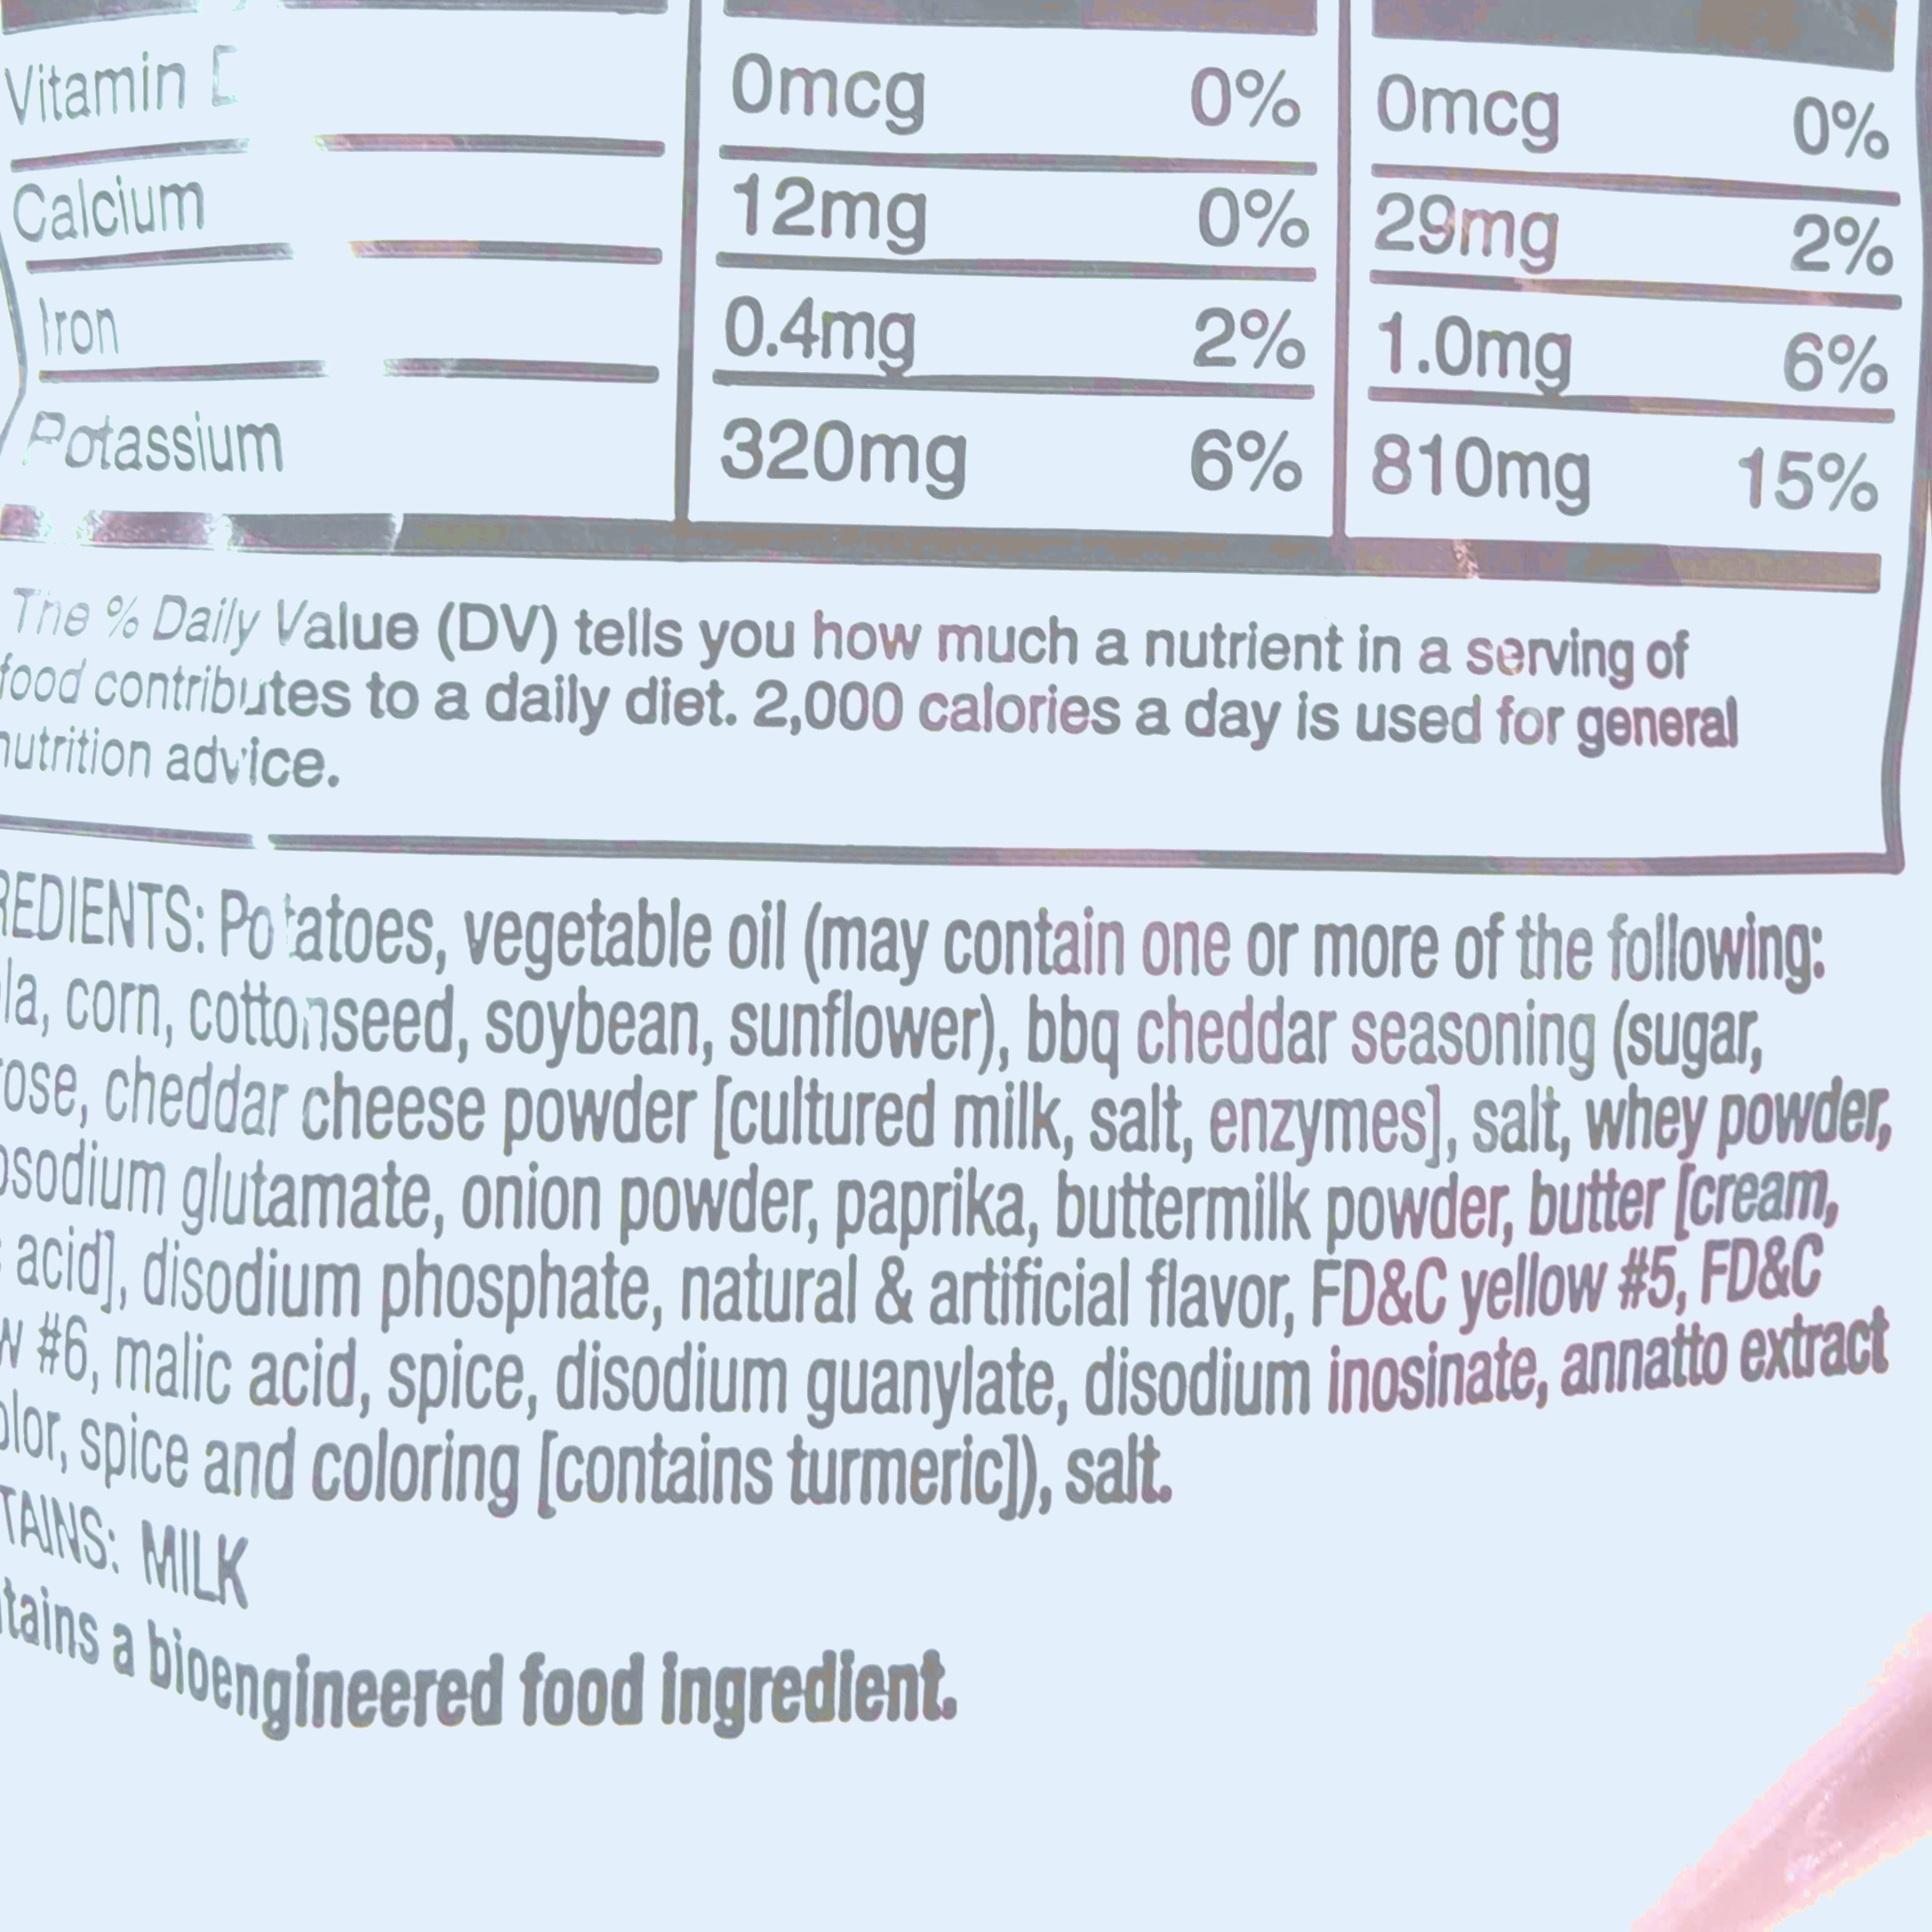 Vitamin D 0mcg 0% 0mcg 0%
Calcium 12mg 0% 29mg 2%
Iron 0.4mg 2% 1.0mg 6%
Potassium 320mg 6% 810mg 15%
The % Daily Value (DV) tells you how much a nutrient in a serving of
food contributes to a daily diet. 2,000 calories a day is used for general
nutrition advice.
REDIENTS: Potatoes, vegetable oil (may contain one or more of the following:
la, corn, cottonseed, soybean, sunflower), bbq cheddar seasoning (sugar,
ose, cheddar cheese powder [cultured milk, salt, enzymes], salt, whey powder,
osodium glutamate, onion powder, paprika, buttermilk powder, butter [cream,
acid], disodium phosphate, natural & artificial flavor, FD&C yellow #5, FD&C
w #6, malic acid, spice, disodium guanylate, disodium inosinate, annatto extract
olor, spice and coloring [contains turmeric]), salt.
TAINS: MILK
tains a bioengineered food ingredient.